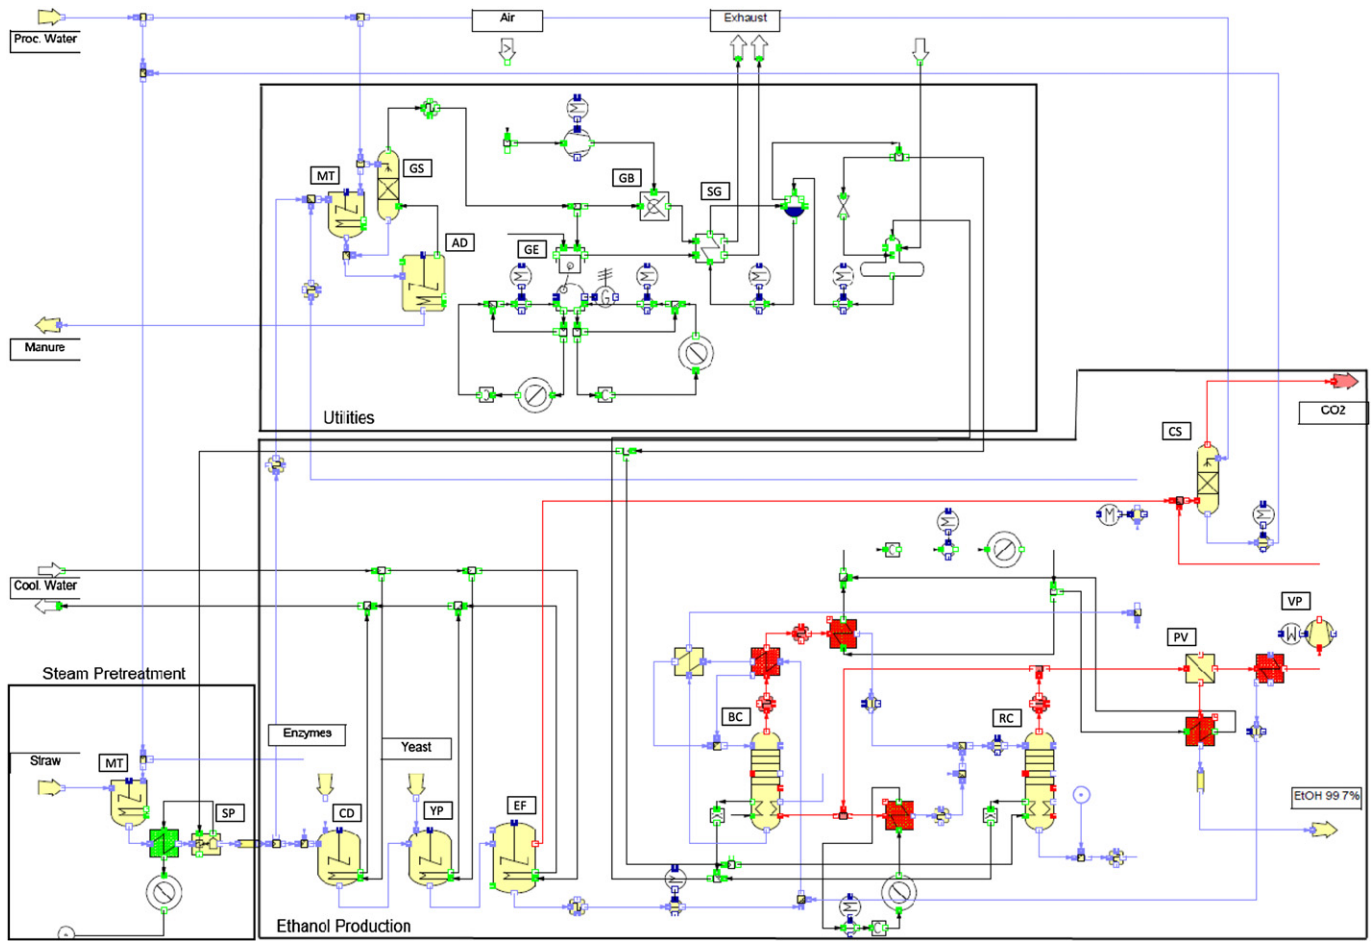 Air
Exhaust
Proc. Water
MT
GS
GB
SG
M
AD
GE
M
M
M
M
G
Manure
Utilities
CO2
CS
M
M
M
Cool. Water
VP
M
PV
Steam Pretreatment
BC
RC
Enzymes
Yeast
Straw
MT
SP
CD
YP
EF
EtOH 99.7%
M
M
Ethanol Production